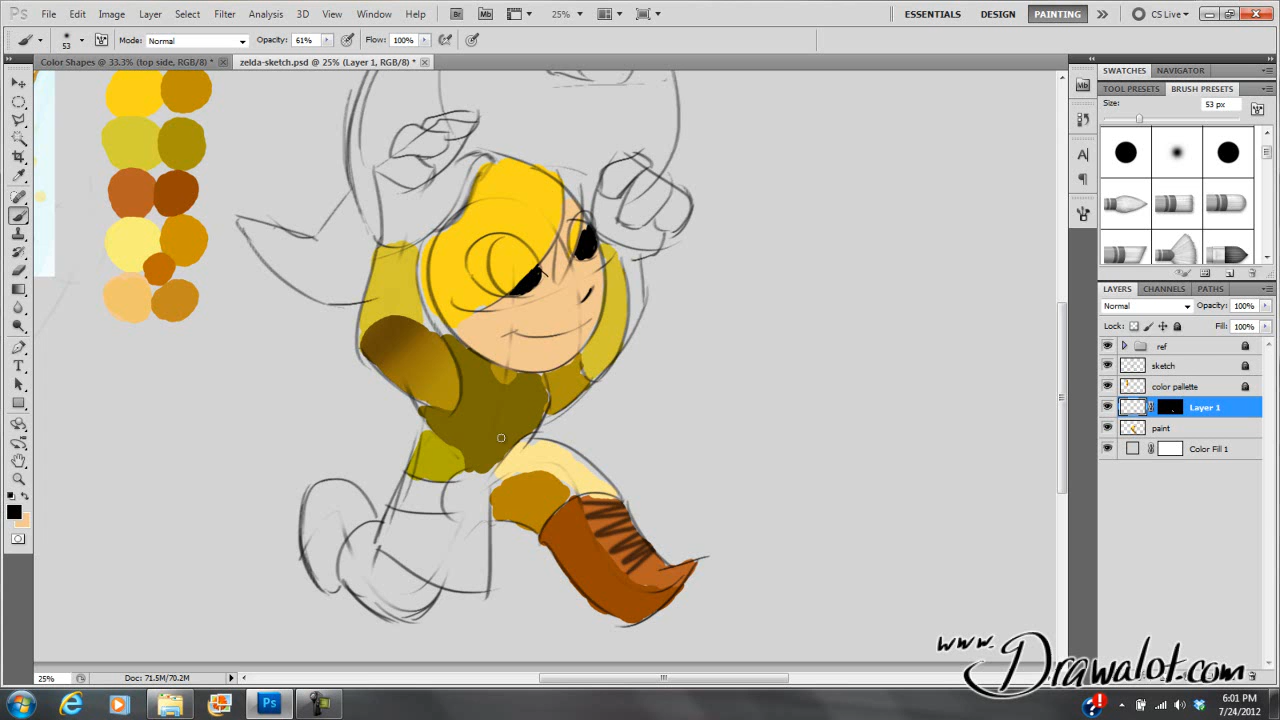 Ps File Edit Image Layer Select Filter Analysis 3D View Window Help Br Mb 25% ESSENTIALS DESIGN PAINTING CS Live
53 Mode: Normal Opacity: 61% Flow: 100%
Color Shapes @ 33.3% (top side, RGB/8) * zelda-sketch.psd @ 25% (Layer 1, RGB/8) *
SWATCHES NAVIGATOR
TOOL PRESETS BRUSH PRESETS
Size: 53 px
LAYERS CHANNELS PATHS
Normal Opacity: 100%
Lock: Fill: 100%
ref
sketch
color pallette
Layer 1
paint
Color Fill 1
www.Drawalot.com
25% Doc: 71.5M/70.2M
Ps
6:01 PM
7/24/2012